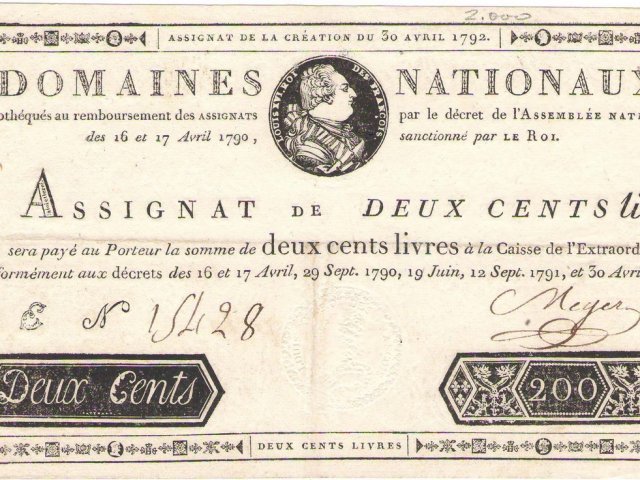 2.000
ASSIGNAT DE LA CRÉATION DU 30 AVRIL 1792.
DOMAINES NATIONAUX
LOUIS XVI ROI DES FRANÇOIS
othéqués au remboursement des ASSIGNATS par le décret de l'ASSEMBLÉE NAT
des 16 et 17 Avril 1790, sanctionné par LE ROI.
ASSIGNAT DE DEUX CENTS li
sera payé au Porteur la somme de deux cents livres à la Caisse de l'Extraord
formément aux décrets des 16 et 17 Avril, 29 Sept. 1790, 19 Juin, 12 Sept. 1791, et 30 Avri
C No 15428 Meyer
Deux Cents 200
DEUX CENTS LIVRES